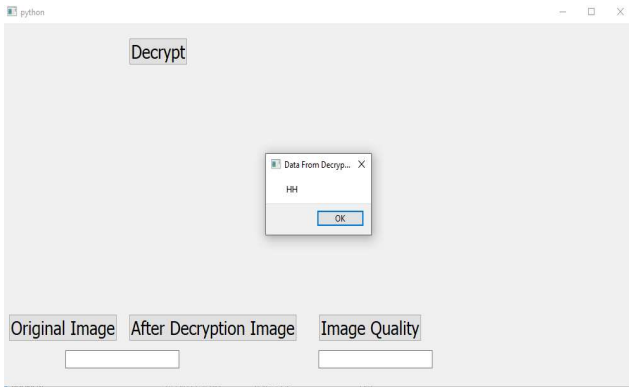 python
Decrypt
Data From Decryp...
HH
OK
Original Image
After Decryption Image
Image Quality